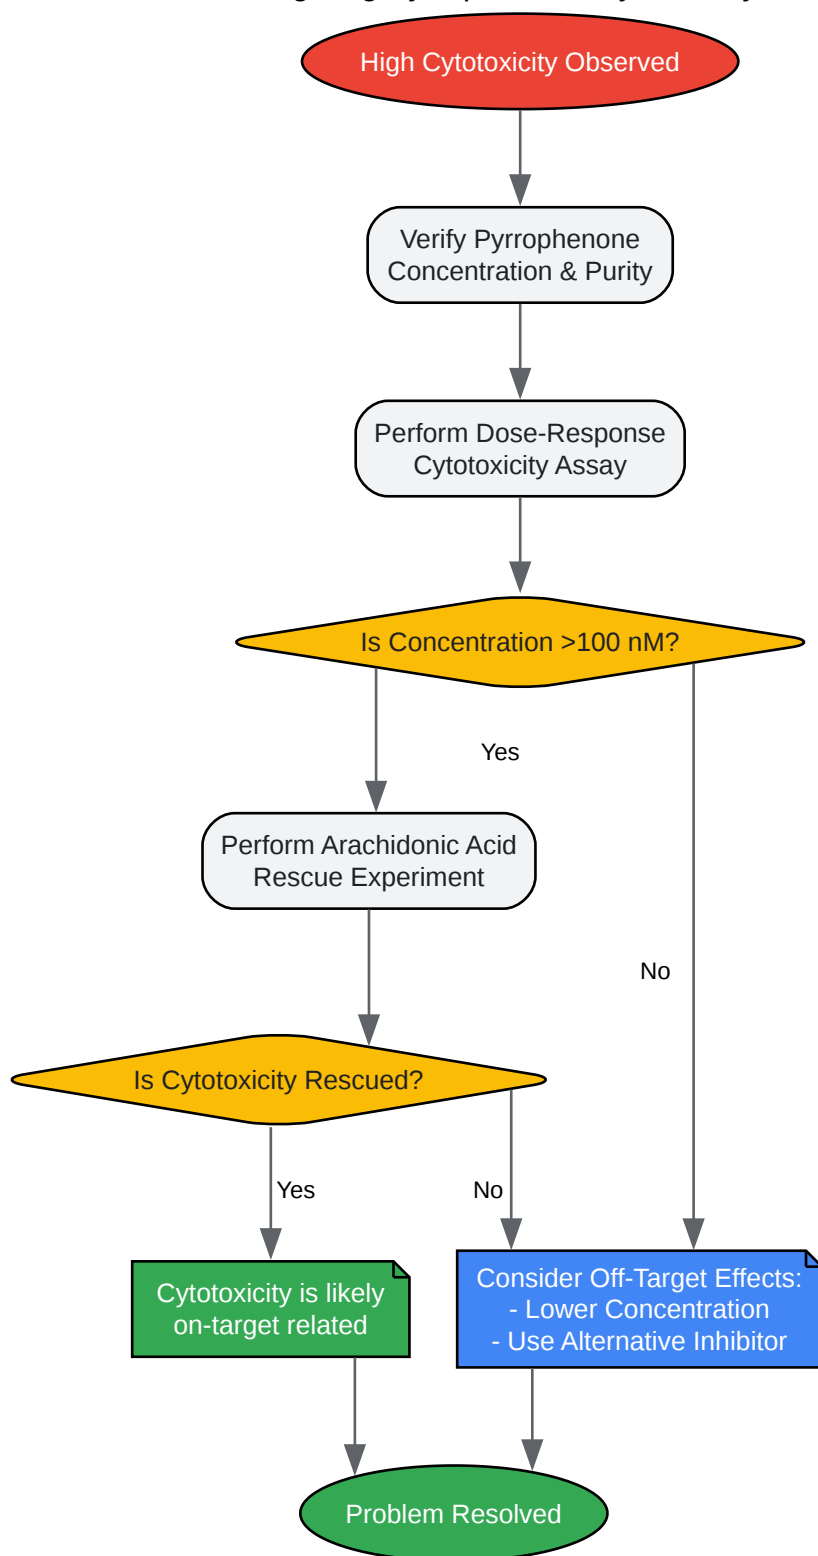 High Cytotoxicity Observed
Verify Pyrrophenone
Concentration & Purity
Perform Dose-Response
Cytotoxicity Assay
Is Concentration >100 nM?
Yes
Perform Arachidonic Acid
Rescue Experiment
No
Is Cytotoxicity Rescued?
Yes
No
Cytotoxicity is likely
on-target related
Consider Off-Target Effects:
- Lower Concentration
- Use Alternative Inhibitor
Problem Resolved